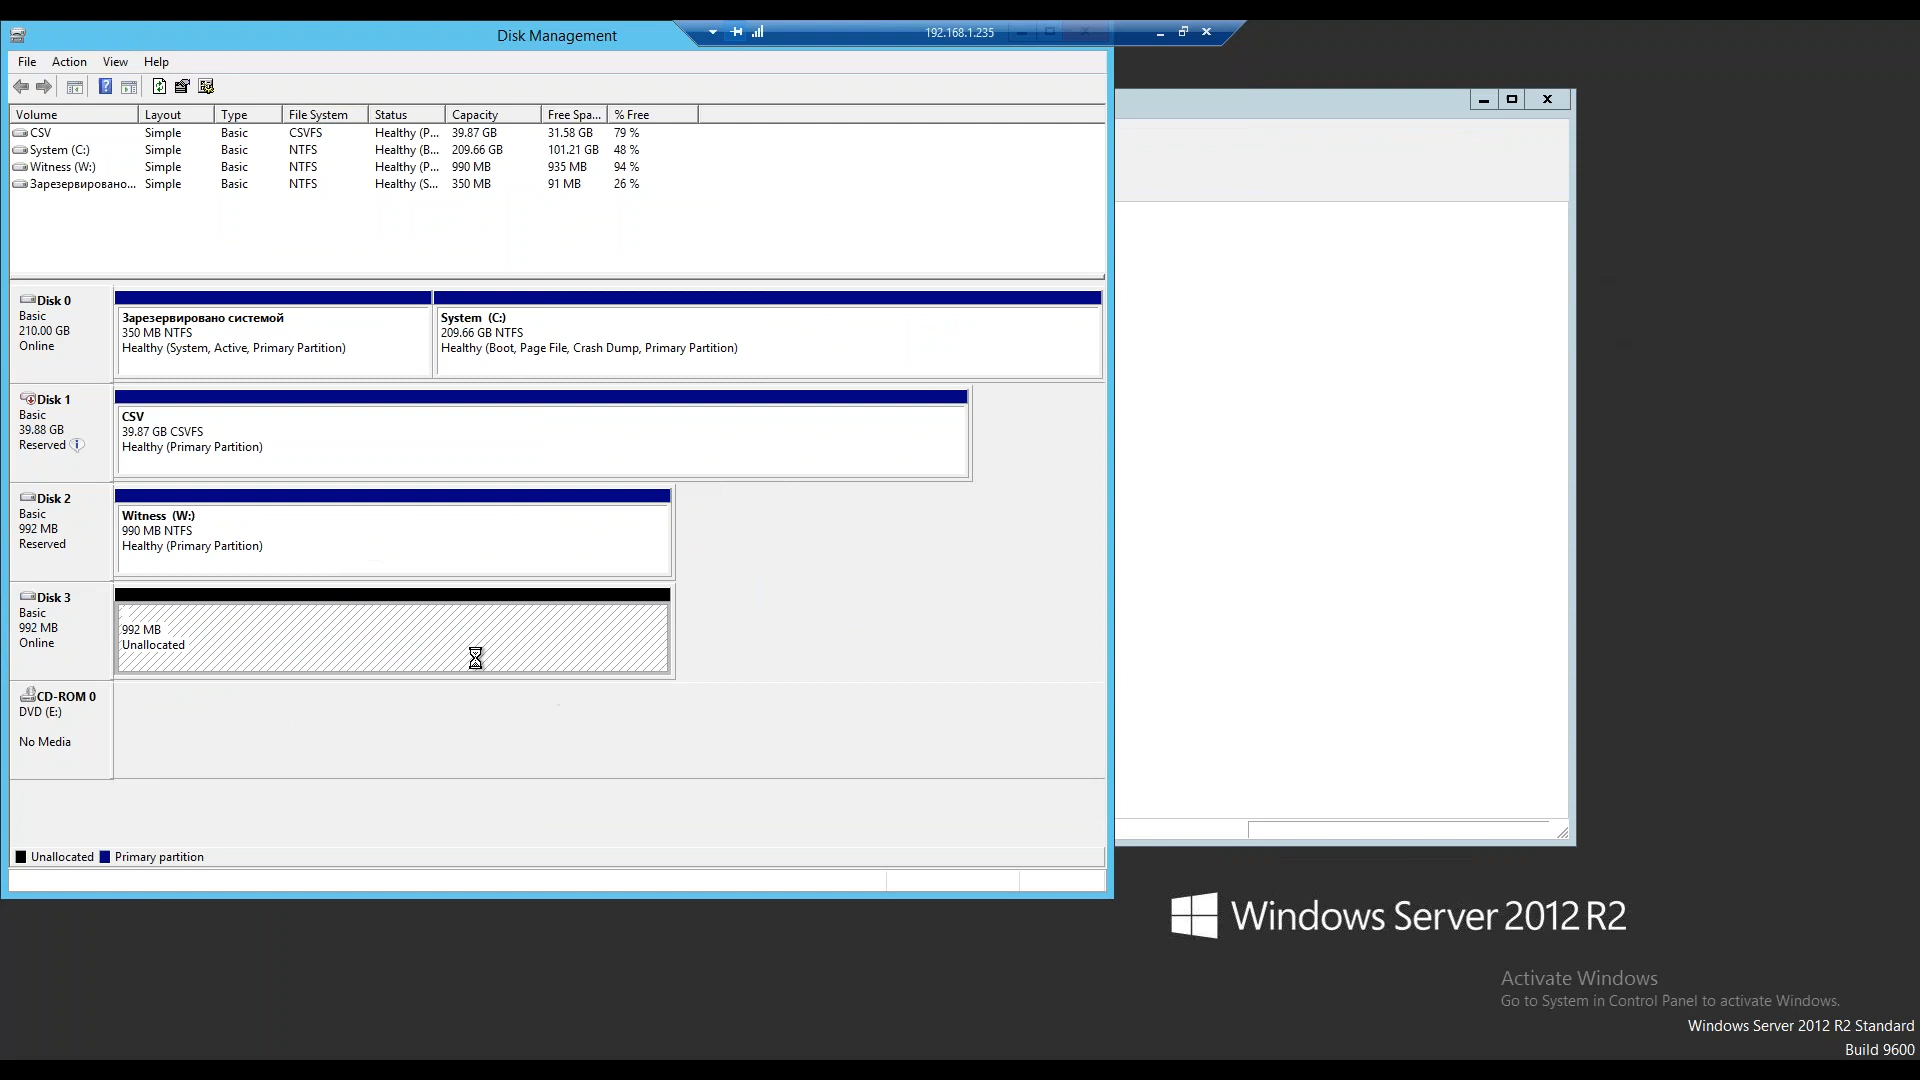 Disk Management
192.168.1.235
File Action View Help
Volume Layout Type File System Status Capacity Free Spa... % Free
CSV Simple Basic CSVFS Healthy (P... 39.87 GB 31.58 GB 79 %
System (C:) Simple Basic NTFS Healthy (B... 209.66 GB 101.21 GB 48 %
Witness (W:) Simple Basic NTFS Healthy (P... 990 MB 935 MB 94 %
Зарезервировано... Simple Basic NTFS Healthy (S... 350 MB 91 MB 26 %
Disk 0
Basic
210.00 GB
Online
Зарезервировано системой
350 MB NTFS
Healthy (System, Active, Primary Partition)
System (C:)
209.66 GB NTFS
Healthy (Boot, Page File, Crash Dump, Primary Partition)
Disk 1
Basic
39.88 GB
Reserved
CSV
39.87 GB CSVFS
Healthy (Primary Partition)
Disk 2
Basic
992 MB
Reserved
Witness (W:)
990 MB NTFS
Healthy (Primary Partition)
Disk 3
Basic
992 MB
Online
992 MB
Unallocated
CD-ROM 0
DVD (E:)
No Media
Unallocated Primary partition
Windows Server 2012 R2
Activate Windows
Go to System in Control Panel to activate Windows.
Windows Server 2012 R2 Standard
Build 9600